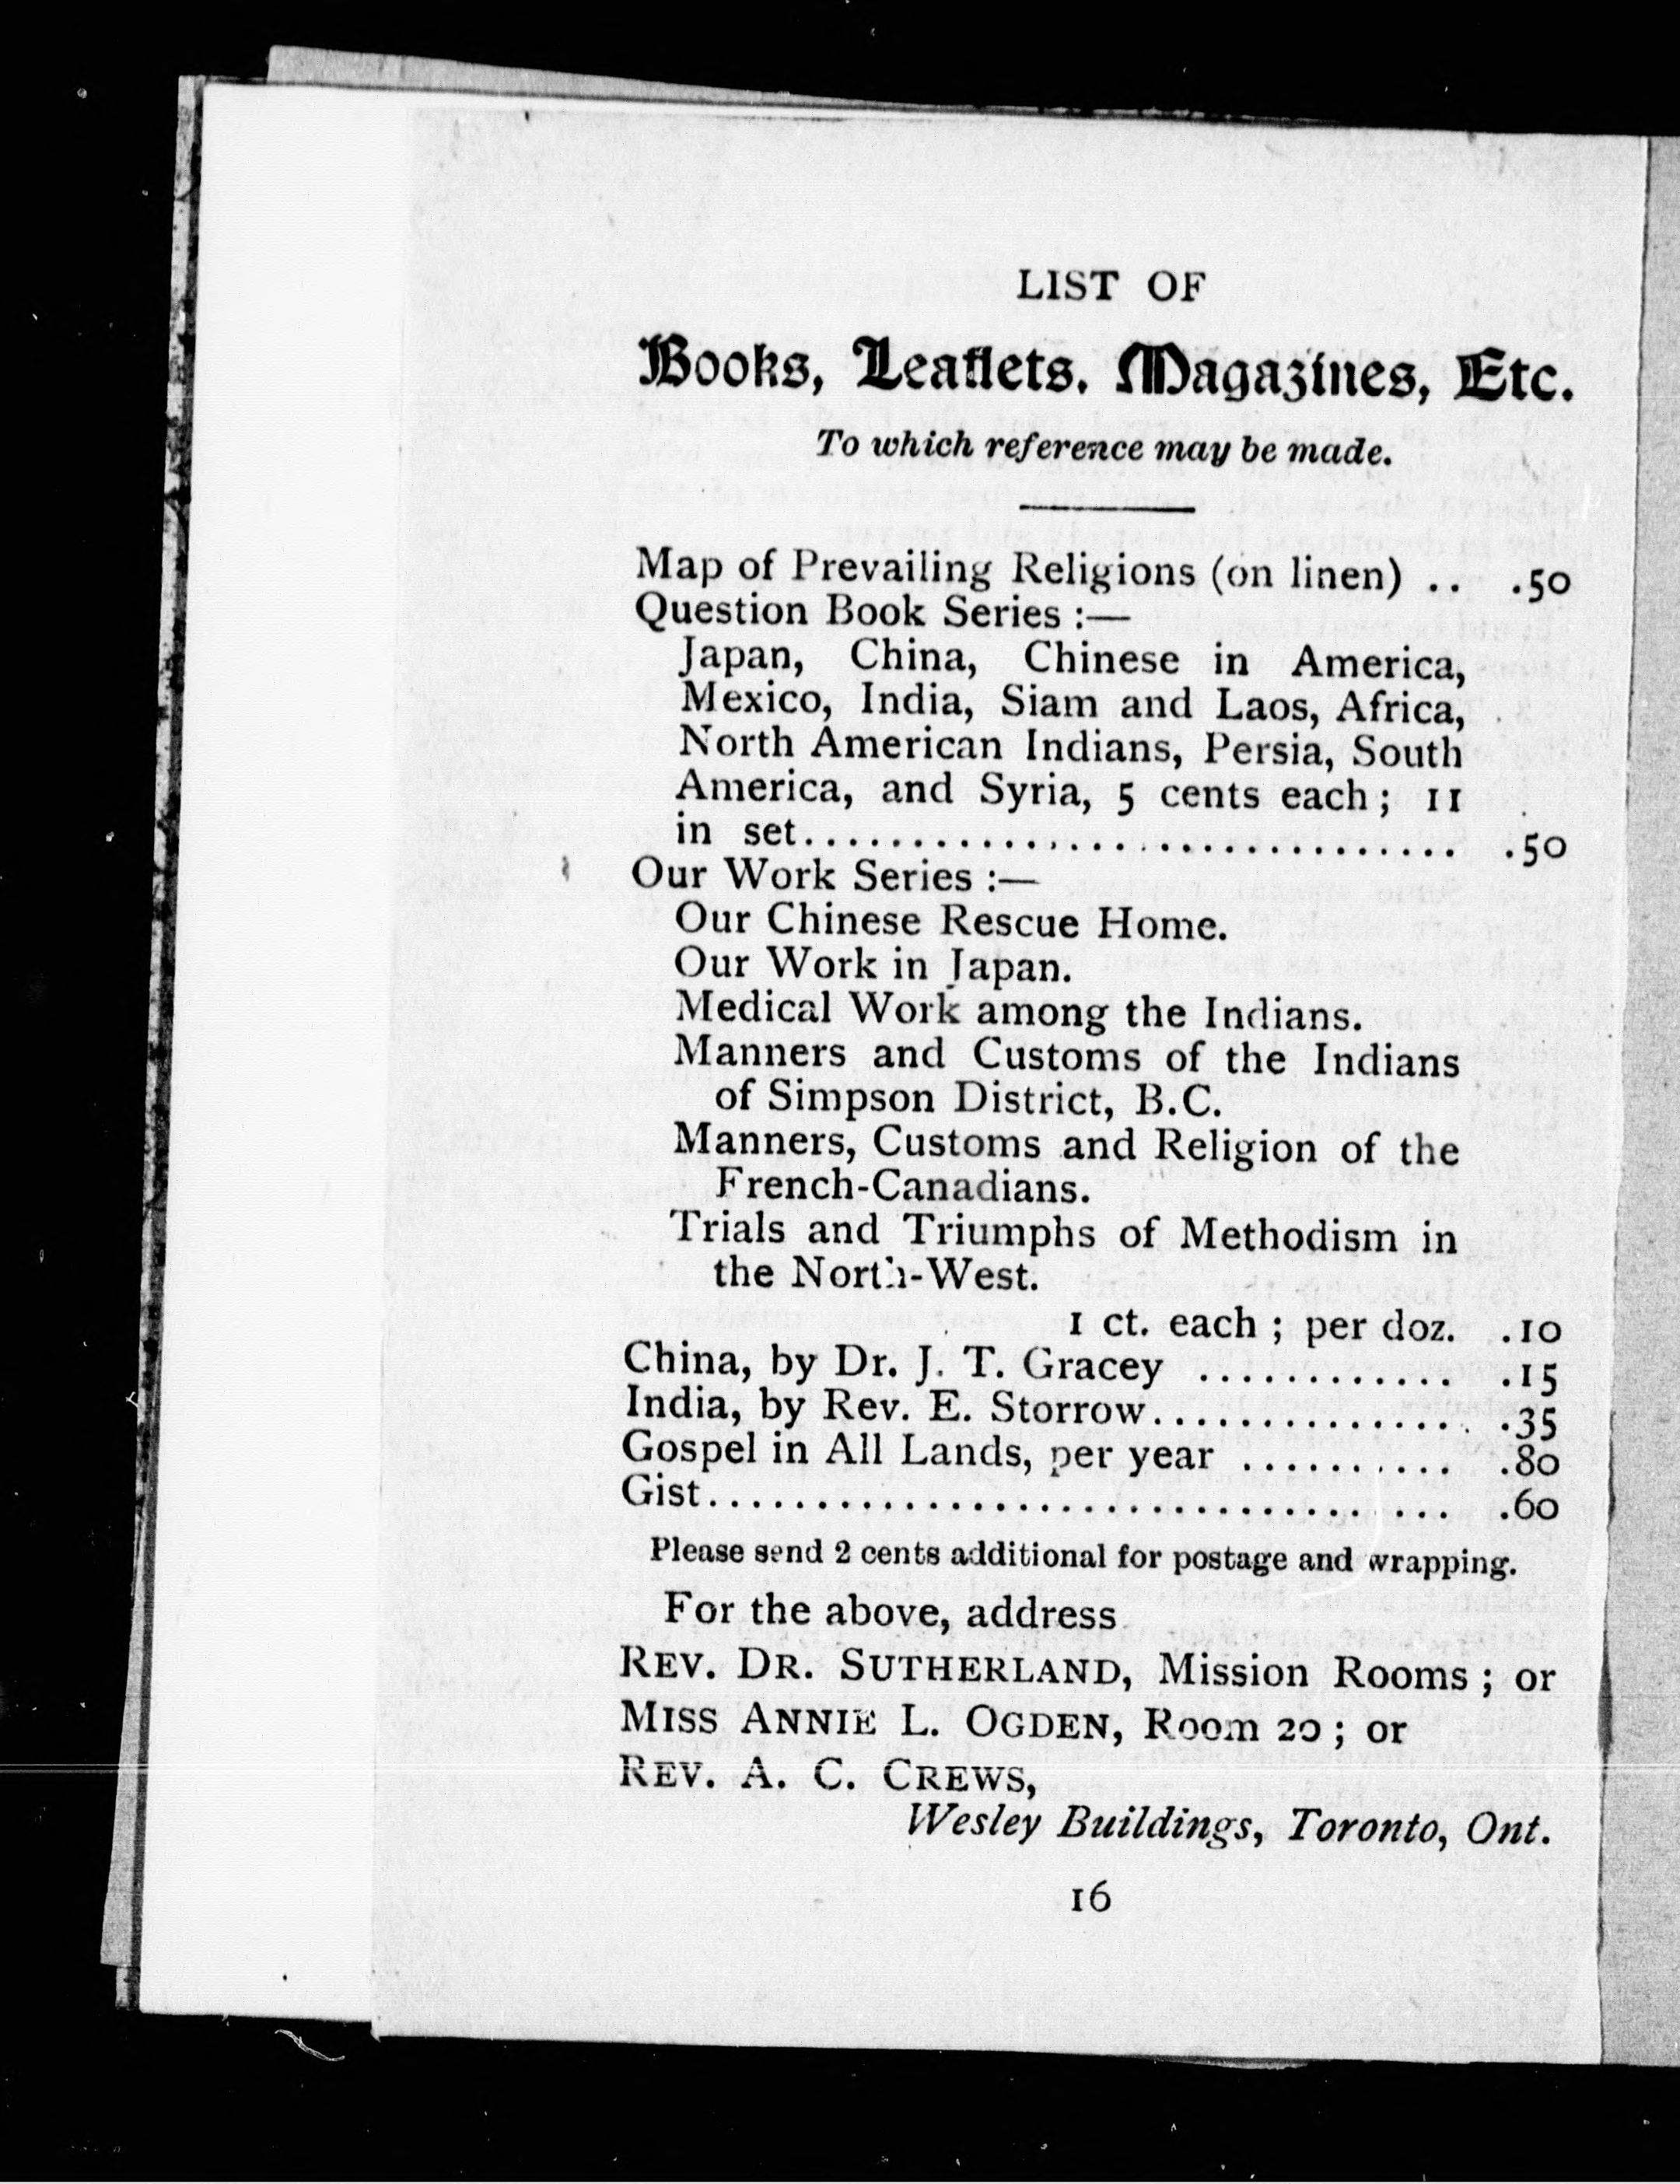 LIST OF
Books, Leaflets, Magazines, Etc.
To which reference may be made.
Map of Prevailing Religions (on linen) .. .50
Question Book Series :—
Japan, China, Chinese in America,
Mexico, India, Siam and Laos, Africa,
North American Indians, Persia, South
America, and Syria, 5 cents each ; 11
in set................................ .50
Our Work Series :—
Our Chinese Rescue Home.
Our Work in Japan.
Medical Work among the Indians.
Manners and Customs of the Indians
of Simpson District, B.C.
Manners, Customs and Religion of the
French-Canadians.
Trials and Triumphs of Methodism in
the North-West.
1 ct. each ; per doz. .10
China, by Dr. J. T. Gracey ............ .15
India, by Rev. E. Storrow............... .35
Gospel in All Lands, per year .......... .80
Gist.................................. .60
Please send 2 cents additional for postage and wrapping.
For the above, address
REV. DR. SUTHERLAND, Mission Rooms ; or
MISS ANNIE L. OGDEN, Room 20 ; or
REV. A. C. CREWS,
Wesley Buildings, Toronto, Ont.
16